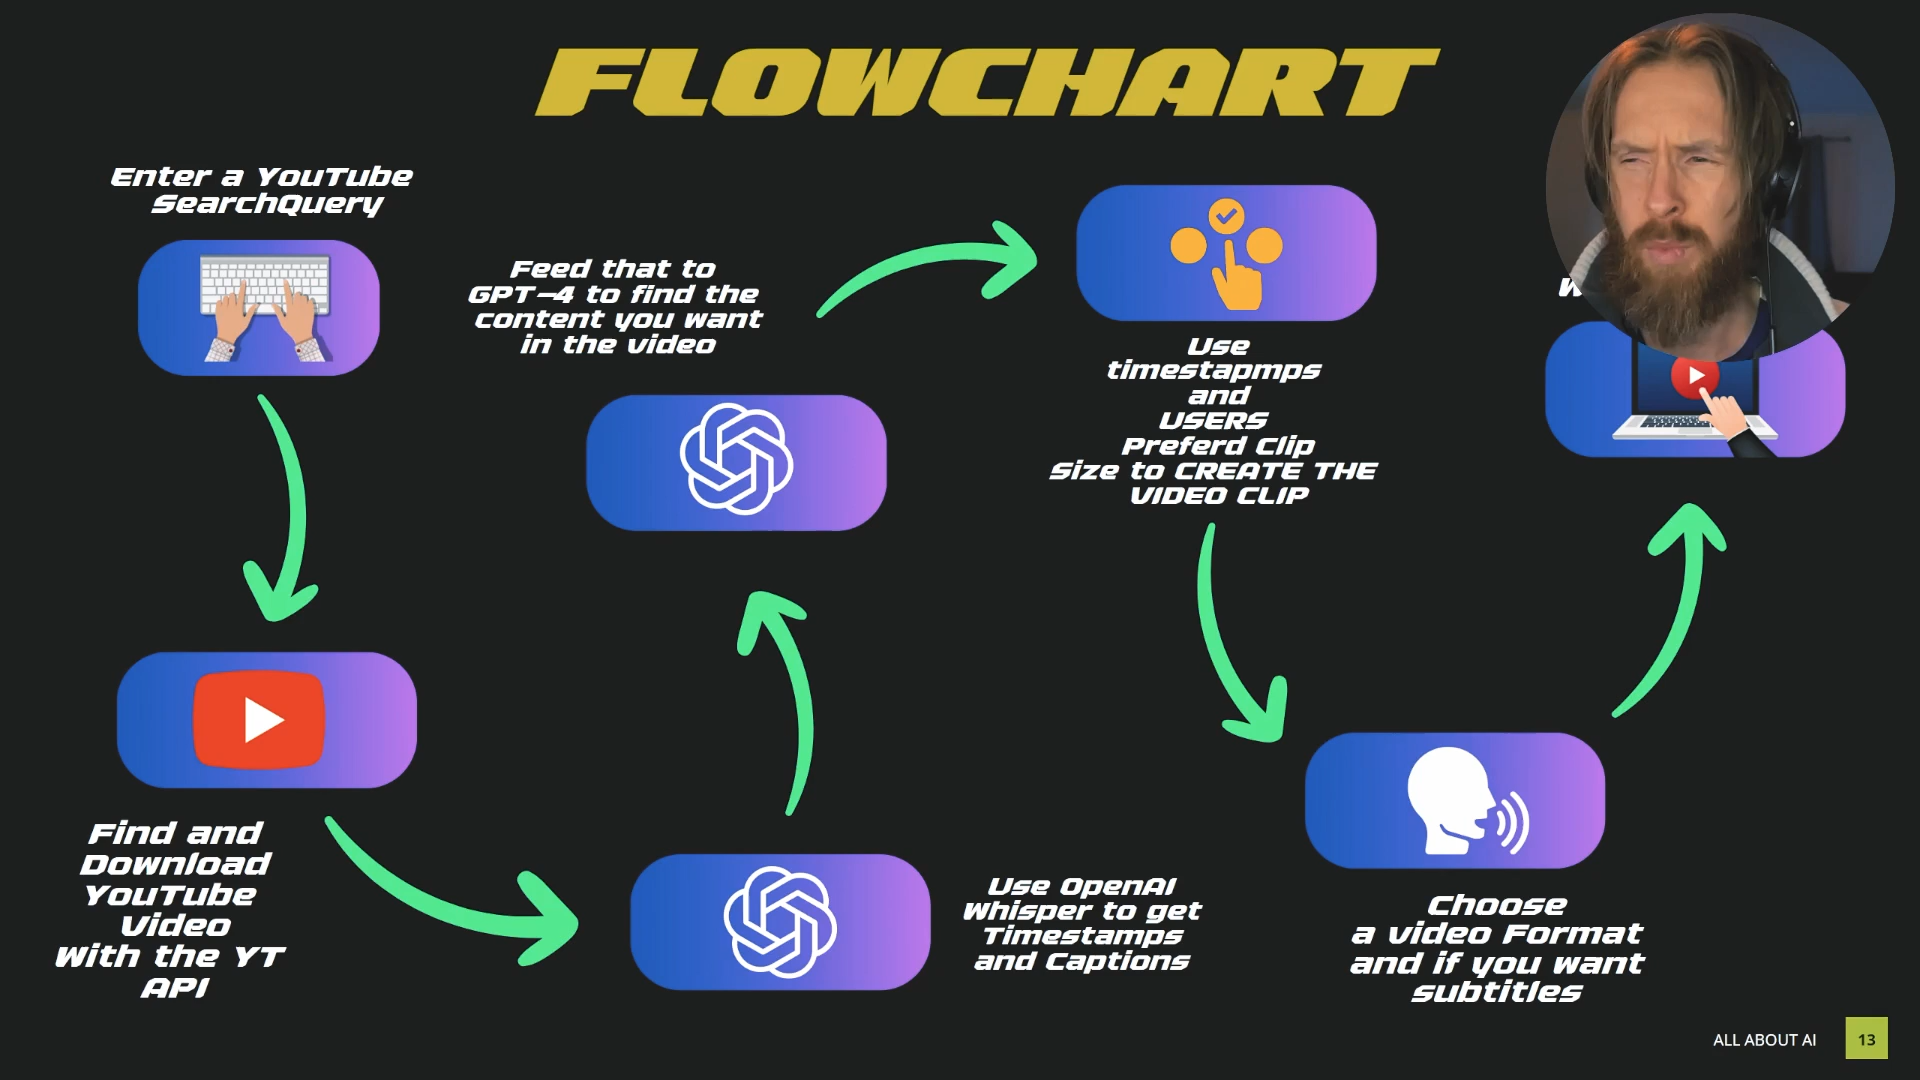 FLOWCHART
Enter a YouTube
SearchQuery
Find and
Download
YouTube
Video
With the YT
API
Use OpenAI
Whisper to get
Timestamps
and Captions
Feed that to
GPT-4 to find the
content you want
in the video
Use
timestapmps
and
USERS
Preferd Clip
Size to CREATE THE
VIDEO CLIP
Choose
a video Format
and if you want
subtitles
ALL ABOUT AI
13